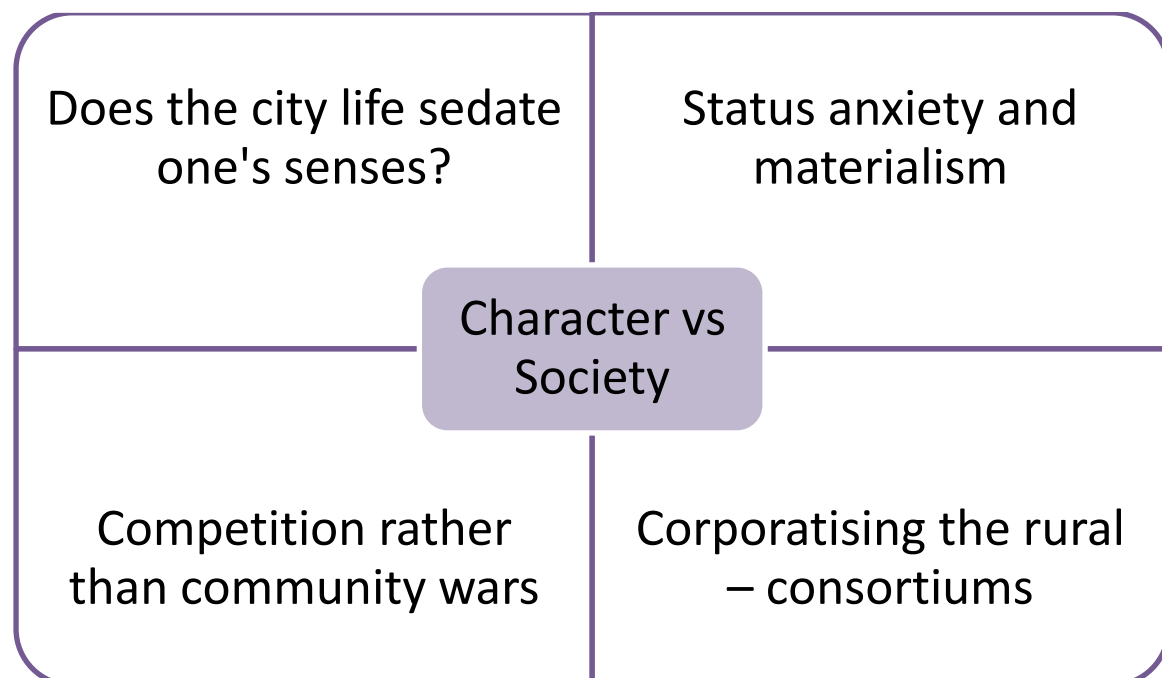 Does the city life sedate
one's senses?
Status anxiety and
materialism
Character vs
Society
Competition rather
than community wars
Corporatising the rural
– consortiums